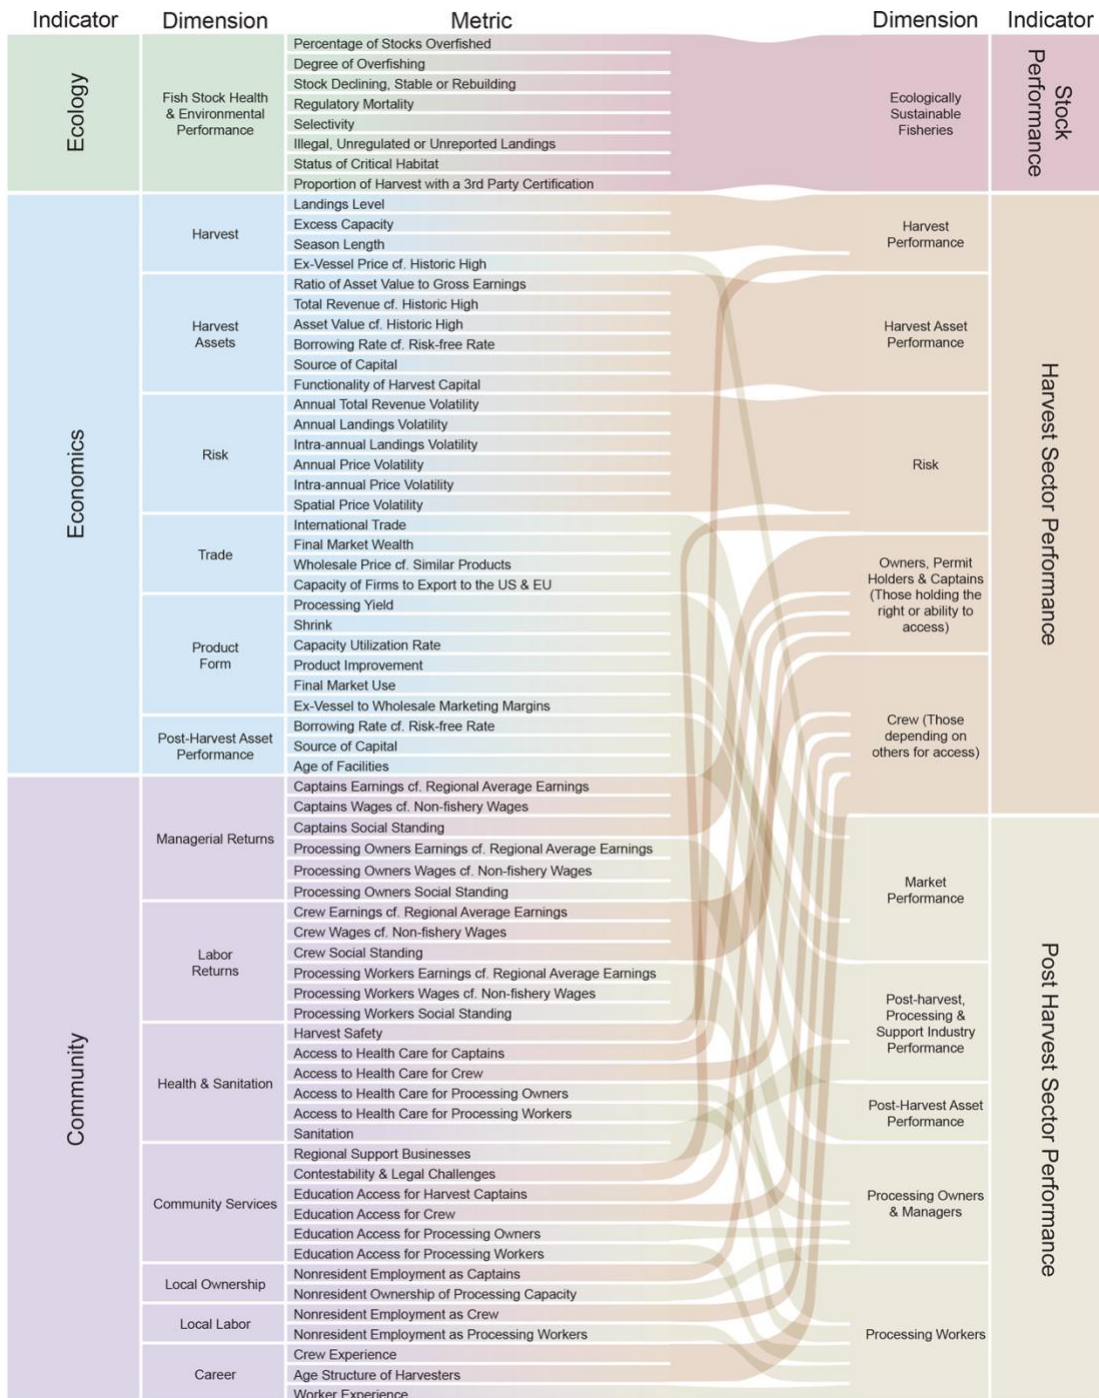 Indicator
Dimension
Metric
Dimension
Indicator
Ecology
Fish Stock Health
& Environmental
Performance
Percentage of Stocks Overfished
Degree of Overfishing
Stock Declining, Stable or Rebuilding
Regulatory Mortality
Selectivity
Illegal, Unregulated or Unreported Landings
Status of Critical Habitat
Proportion of Harvest with a 3rd Party Certification
Economics
Harvest
Landings Level
Excess Capacity
Season Length
Ex-Vessel Price cf. Historic High
Harvest
Assets
Ratio of Asset Value to Gross Earnings
Total Revenue cf. Historic High
Asset Value cf. Historic High
Borrowing Rate cf. Risk-free Rate
Source of Capital
Functionality of Harvest Capital
Risk
Annual Total Revenue Volatility
Annual Landings Volatility
Intra-annual Landings Volatility
Annual Price Volatility
Intra-annual Price Volatility
Spatial Price Volatility
Trade
International Trade
Final Market Wealth
Wholesale Price cf. Similar Products
Capacity of Firms to Export to the US & EU
Product
Form
Processing Yield
Shrink
Capacity Utilization Rate
Product Improvement
Final Market Use
Ex-Vessel to Wholesale Marketing Margins
Post-Harvest Asset
Performance
Borrowing Rate cf. Risk-free Rate
Source of Capital
Age of Facilities
Community
Managerial Returns
Captains Earnings cf. Regional Average Earnings
Captains Wages cf. Non-fishery Wages
Captains Social Standing
Processing Owners Earnings cf. Regional Average Earnings
Processing Owners Wages cf. Non-fishery Wages
Processing Owners Social Standing
Labor
Returns
Crew Earnings cf. Regional Average Earnings
Crew Wages cf. Non-fishery Wages
Crew Social Standing
Processing Workers Earnings cf. Regional Average Earnings
Processing Workers Wages cf. Non-fishery Wages
Processing Workers Social Standing
Health & Sanitation
Harvest Safety
Access to Health Care for Captains
Access to Health Care for Crew
Access to Health Care for Processing Owners
Access to Health Care for Processing Workers
Sanitation
Community Services
Regional Support Businesses
Contestability & Legal Challenges
Education Access for Harvest Captains
Education Access for Crew
Education Access for Processing Owners
Education Access for Processing Workers
Local Ownership
Nonresident Employment as Captains
Nonresident Ownership of Processing Capacity
Local Labor
Nonresident Employment as Crew
Nonresident Employment as Processing Workers
Career
Crew Experience
Age Structure of Harvesters
Worker Experience
Ecologically
Sustainable
Fisheries
Stock
Performance
Harvest
Performance
Harvest Asset
Performance
Risk
Owners, Permit
Holders & Captains
(Those holding the
right or ability to
access)
Crew (Those
depending on
others for access)
Harvest Sector Performance
Market
Performance
Post-harvest,
Processing &
Support Industry
Performance
Post-Harvest Asset
Performance
Processing Owners
& Managers
Processing Workers
Post Harvest Sector Performance